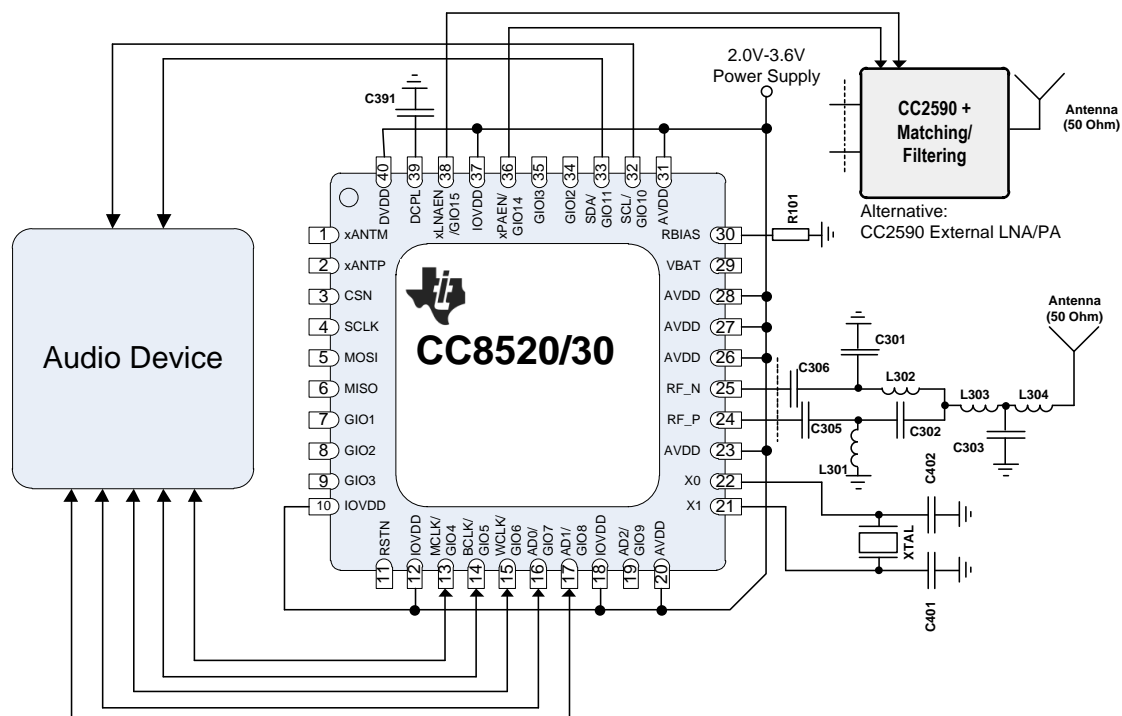 2.0V-3.6V
Power Supply
C391
CC2590 +
Matching/
Filtering
Antenna
(50 Ohm)
Alternative:
CC2590 External LNA/PA
40
39
38
37
36
35
34
33
32
31
DVDD
DCPL
xLNAEN
/GIO15
IOVDD
xPAEN/
GIO14
GIO13
GIO12
SDA/
GIO11
SCL/
GIO10
AVDD
Audio Device
CC8520/30
1 xANTM
2 xANTP
3 CSN
4 SCLK
5 MOSI
6 MISO
7 GIO1
8 GIO2
9 GIO3
10 IOVDD
RBIAS 30
VBAT 29
AVDD 28
AVDD 27
AVDD 26
RF_N 25
RF_P 24
AVDD 23
X0 22
X1 21
R101
C301
C306
L302
L303
L304
Antenna
(50 Ohm)
C305
C302
C303
L301
C402
XTAL
C401
RSTN
IOVDD
MCLK/
GIO4
BCLK/
GIO5
WCLK/
GIO6
AD0/
GIO7
AD1/
GIO8
IOVDD
AD2/
GIO9
AVDD
11
12
13
14
15
16
17
18
19
20